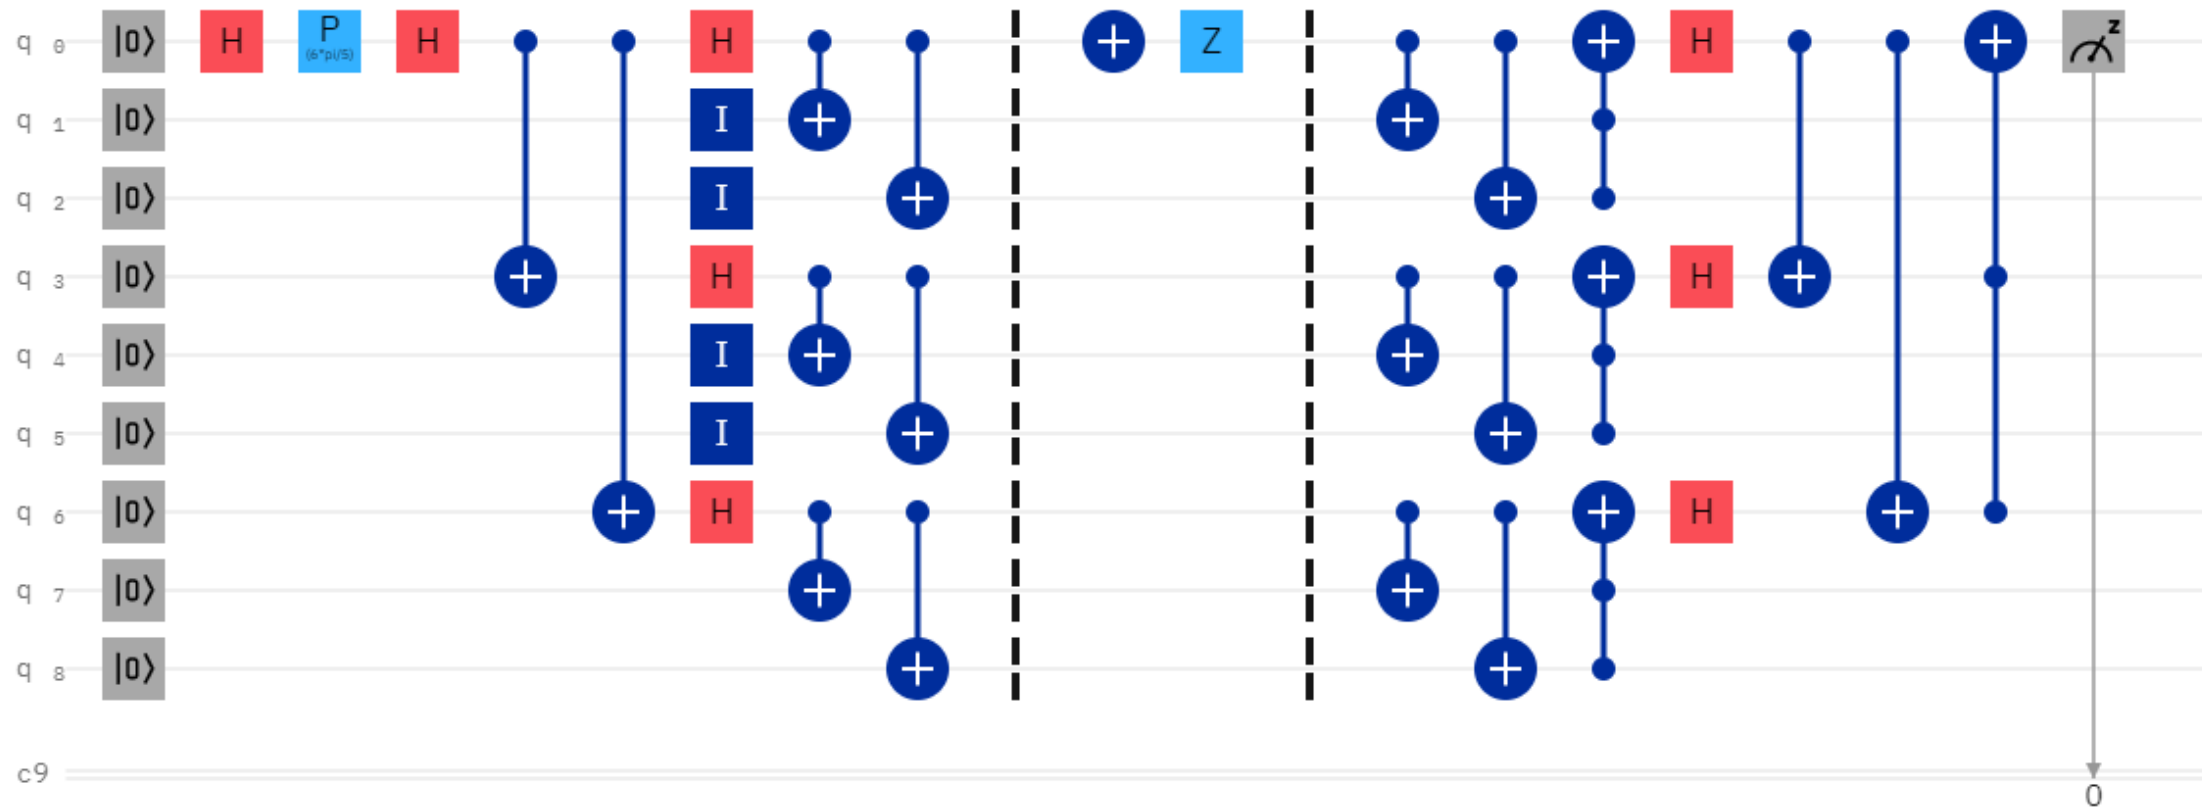 q 0 |0⟩ H P (6*pi/5) H H Z H z
q 1 |0⟩ I
q 2 |0⟩ I
q 3 |0⟩ H H
q 4 |0⟩ I
q 5 |0⟩ I
q 6 |0⟩ H H
q 7 |0⟩
q 8 |0⟩
c9
0